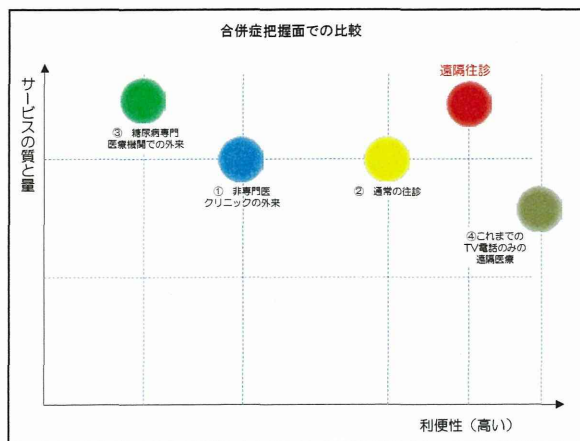 合併症把握面での比較
サービスの質と量
遠隔往診
③ 糖尿病専門
医療機関での外来
① 非専門医
クリニックの外来
② 通常の往診
④これまでの
TV電話のみの
遠隔医療
利便性（高い）